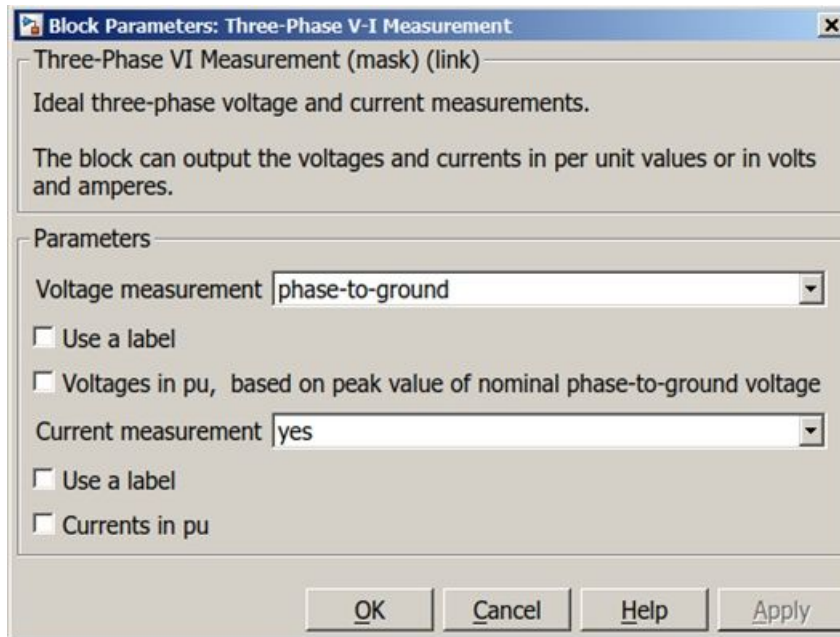 Block Parameters: Three-Phase V-I Measurement
Three-Phase VI Measurement (mask) (link)
Ideal three-phase voltage and current measurements.
The block can output the voltages and currents in per unit values or in volts
and amperes.
Parameters
Voltage measurement phase-to-ground
Use a label
Voltages in pu, based on peak value of nominal phase-to-ground voltage
Current measurement yes
Use a label
Currents in pu
OK Cancel Help Apply